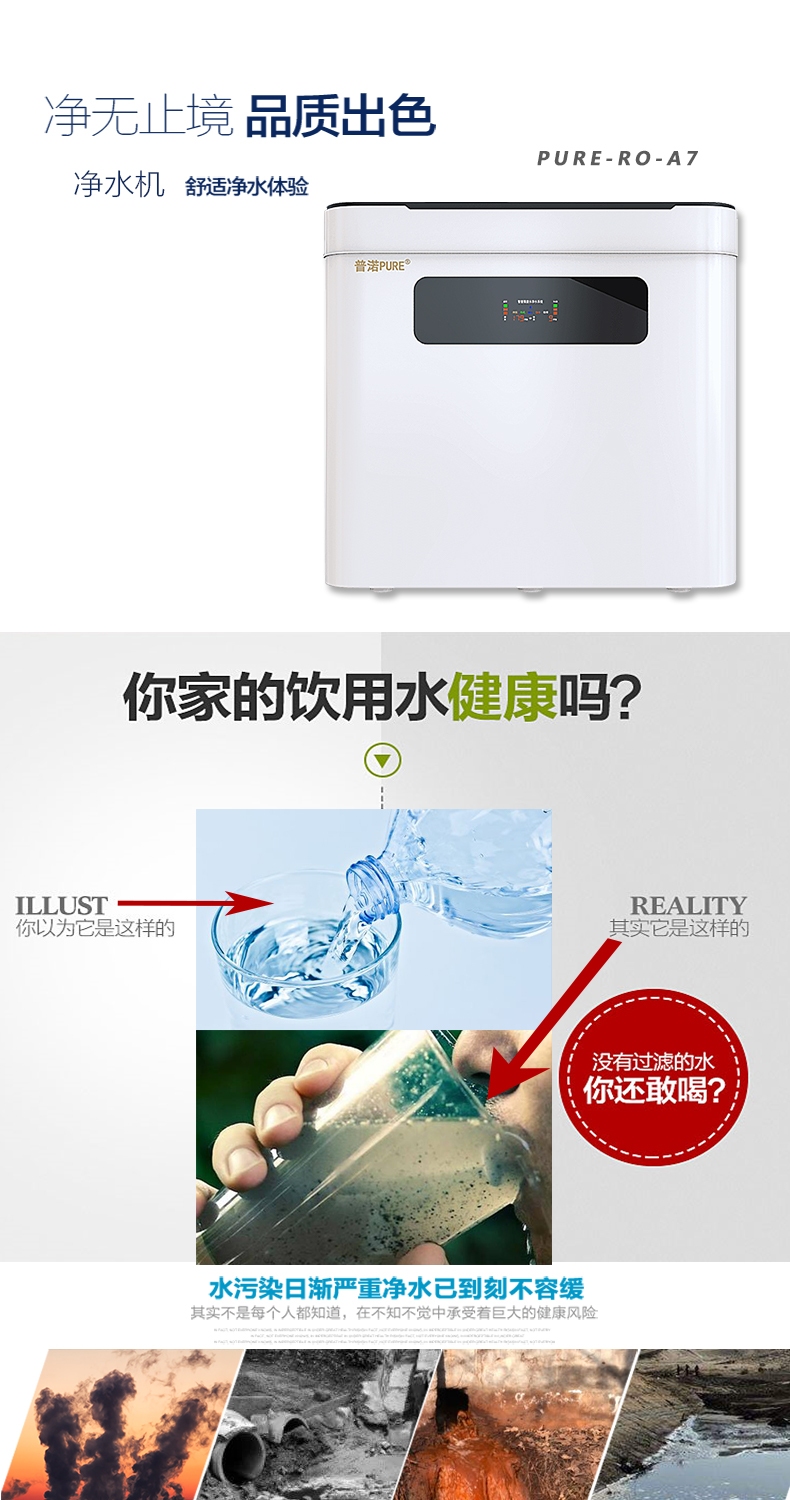 净无止境 品质出色
净水机 舒适净水体验
PURE-RO-A7
普渃PURE®
你家的饮用水健康吗?
ILLUST
你以为它是这样的
REALITY
其实它是这样的
没有过滤的水
你还敢喝?
水污染日渐严重净水已到刻不容缓
其实不是每个人都知道，在不知不觉中承受着巨大的健康风险